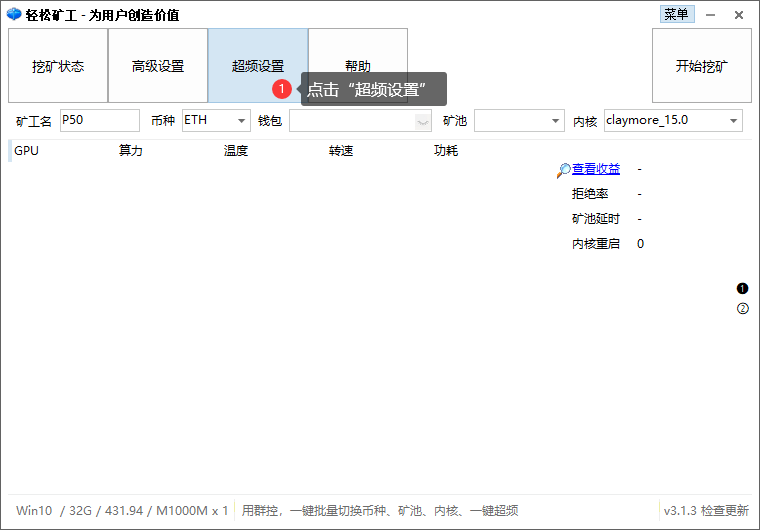 轻松矿工 - 为用户创造价值
菜单
挖矿状态
高级设置
超频设置
帮助
开始挖矿
1
点击“超频设置”
矿工名 P50 币种 ETH 钱包 矿池 内核 claymore_15.0
GPU 算力 温度 转速 功耗
查看收益 -
拒绝率 -
矿池延时 -
内核重启 0
1
2
Win10 / 32G / 431.94 / M1000M x 1 用群控，一键批量切换币种、矿池、内核、一键超频 v3.1.3 检查更新